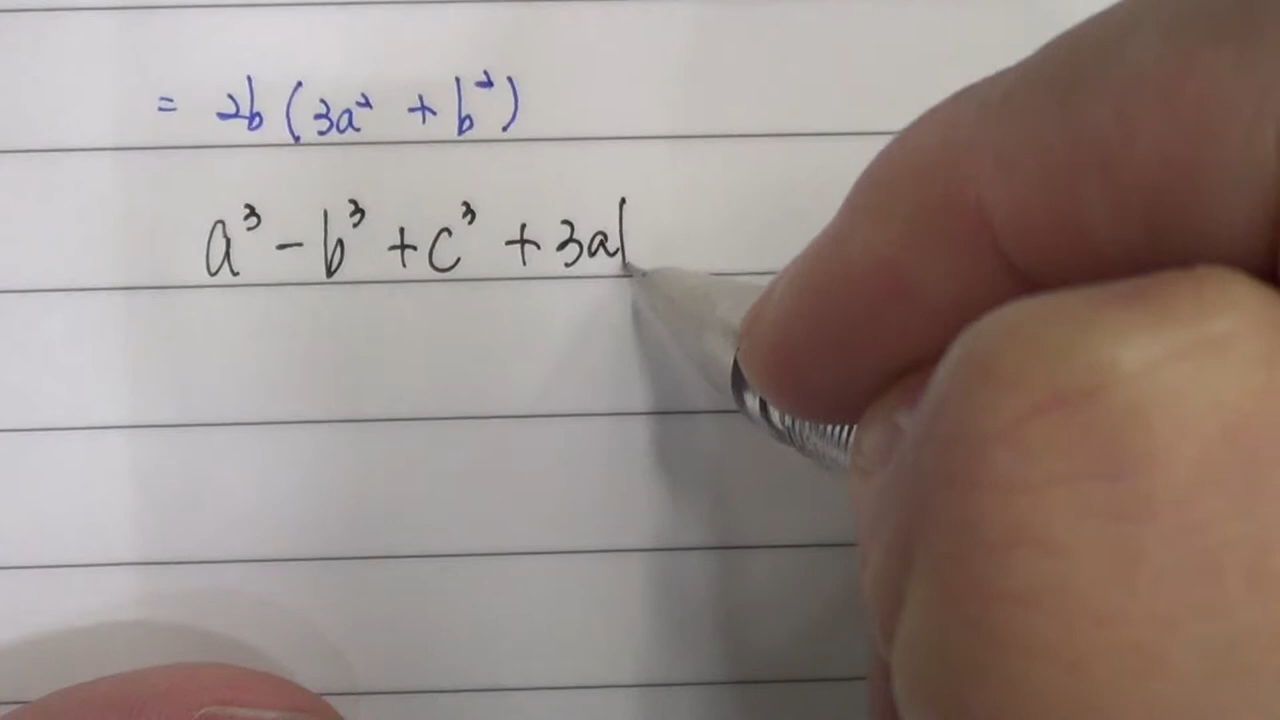 = 2b (3a² + b²)
a³ - b³ + c³ + 3a